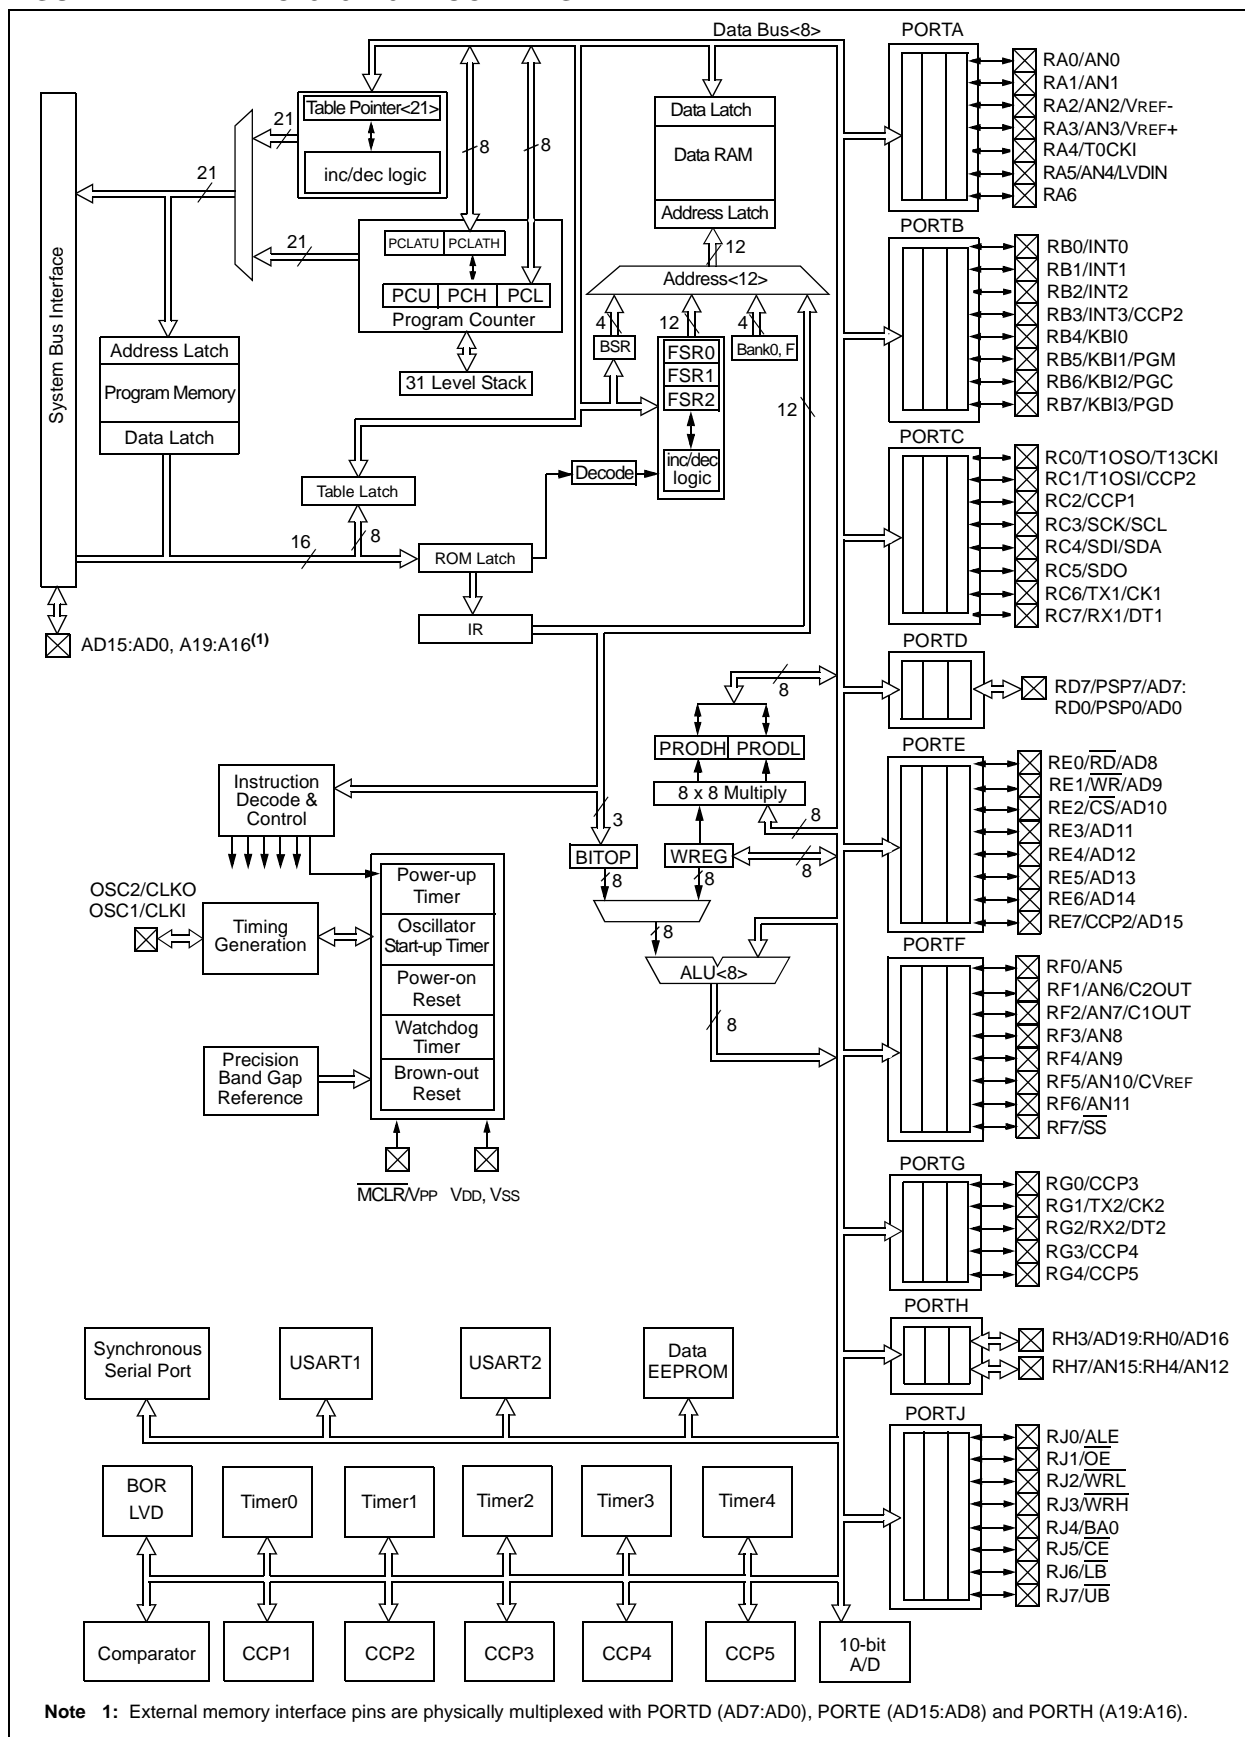 Data Bus<8>
PORTA
RA0/AN0
RA1/AN1
RA2/AN2/VREF-
RA3/AN3/VREF+
RA4/T0CKI
RA5/AN4/LVDIN
RA6
PORTB
RB0/INT0
RB1/INT1
RB2/INT2
RB3/INT3/CCP2
RB4/KBI0
RB5/KBI1/PGM
RB6/KBI2/PGC
RB7/KBI3/PGD
PORTC
RC0/T1OSO/T13CKI
RC1/T1OSI/CCP2
RC2/CCP1
RC3/SCK/SCL
RC4/SDI/SDA
RC5/SDO
RC6/TX1/CK1
RC7/RX1/DT1
PORTD
RD7/PSP7/AD7:
RD0/PSP0/AD0
PORTE
RE0/RD/AD8
RE1/WR/AD9
RE2/CS/AD10
RE3/AD11
RE4/AD12
RE5/AD13
RE6/AD14
RE7/CCP2/AD15
PORTF
RF0/AN5
RF1/AN6/C2OUT
RF2/AN7/C1OUT
RF3/AN8
RF4/AN9
RF5/AN10/CVREF
RF6/AN11
RF7/SS
PORTG
RG0/CCP3
RG1/TX2/CK2
RG2/RX2/DT2
RG3/CCP4
RG4/CCP5
PORTH
RH3/AD19:RH0/AD16
RH7/AN15:RH4/AN12
PORTJ
RJ0/ALE
RJ1/OE
RJ2/WRL
RJ3/WRH
RJ4/BA0
RJ5/CE
RJ6/LB
RJ7/UB
System Bus Interface
21
Table Pointer<21>
inc/dec logic
8
8
21
21
PCLATU PCLATH
PCU PCH PCL
Program Counter
31 Level Stack
Data Latch
Data RAM
Address Latch
12
Address<12>
4
12
4
BSR
FSR0
FSR1
FSR2
inc/dec
logic
Bank0, F
12
Address Latch
Program Memory
Data Latch
Table Latch
8
16
Decode
ROM Latch
IR
AD15:AD0, A19:A16(1)
8
PRODH PRODL
8 x 8 Multiply
8
Instruction
Decode &
Control
3
BITOP
WREG
8
8
8
8
ALU<8>
8
OSC2/CLKO
OSC1/CLKI
Timing
Generation
Power-up
Timer
Oscillator
Start-up Timer
Power-on
Reset
Watchdog
Timer
Brown-out
Reset
Precision
Band Gap
Reference
MCLR/VPP
VDD, VSS
Synchronous
Serial Port
USART1
USART2
Data
EEPROM
BOR
LVD
Timer0
Timer1
Timer2
Timer3
Timer4
Comparator
CCP1
CCP2
CCP3
CCP4
CCP5
10-bit
A/D
Note 1: External memory interface pins are physically multiplexed with PORTD (AD7:AD0), PORTE (AD15:AD8) and PORTH (A19:A16).